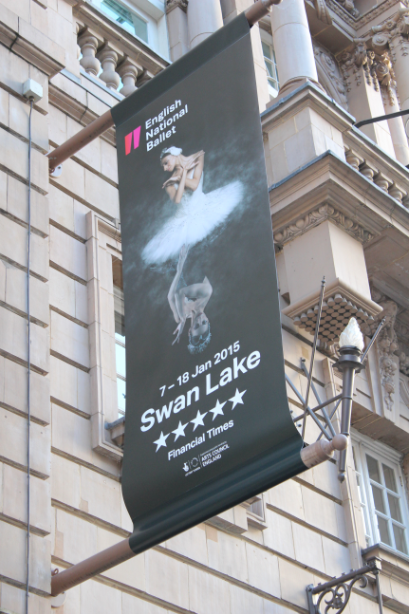 English
National
Ballet
7 – 18 Jan 2015
Swan Lake
Financial Times
ARTS COUNCIL
ENGLAND